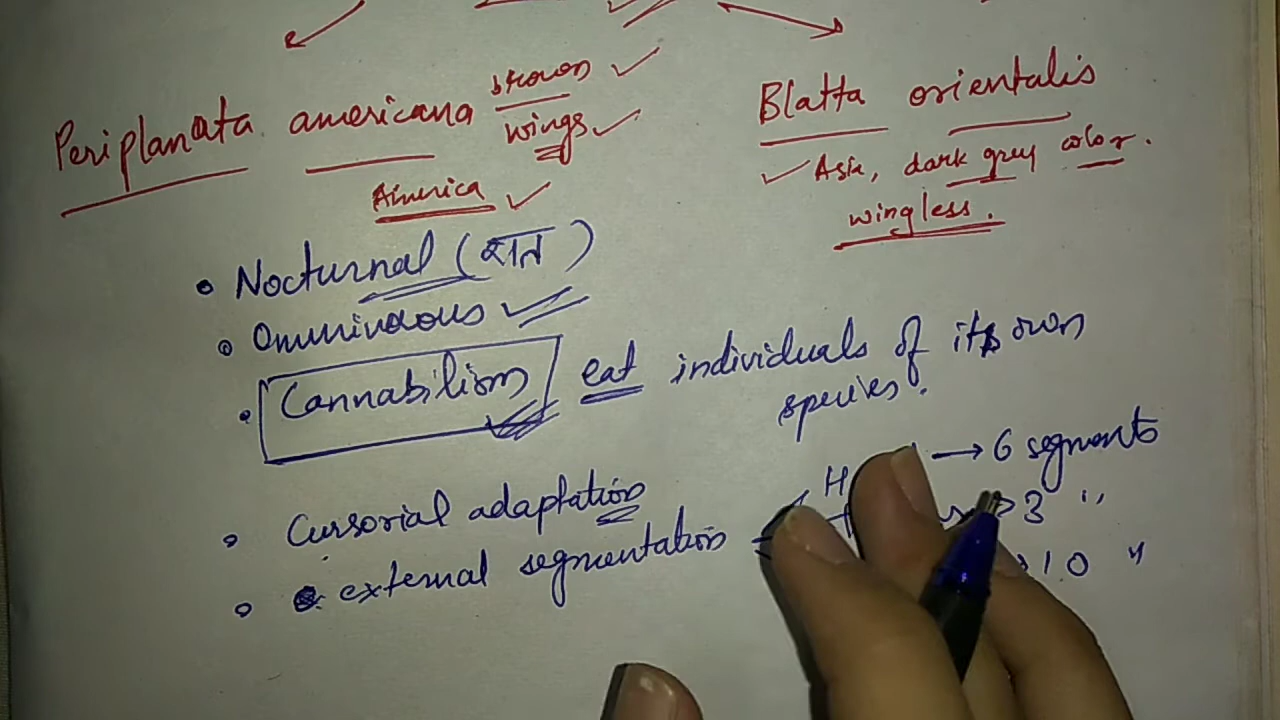 Periplanata americana brown
wings
America
Blatta orientalis
Asia, dark grey color.
wingless.
• Nocturnal (रात)
• Omnivorous
• Cannabilism eat individuals of its own
species.
• Cursorial adaptation
• external segmentation
H → 6 segments
3 "
10 "